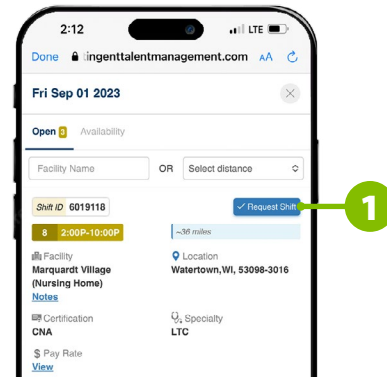 2:12 LTE
Done ingenttalentmanagement.com AA
Fri Sep 01 2023
Open 3 Availability
Facility Name OR Select distance
Shift ID 6019118 ✓ Request Shift 1
8 2:00P-10:00P ~36 miles
Facility Location
Marquardt Village Watertown,WI, 53098-3016
(Nursing Home)
Notes
Certification Specialty
CNA LTC
$ Pay Rate
View